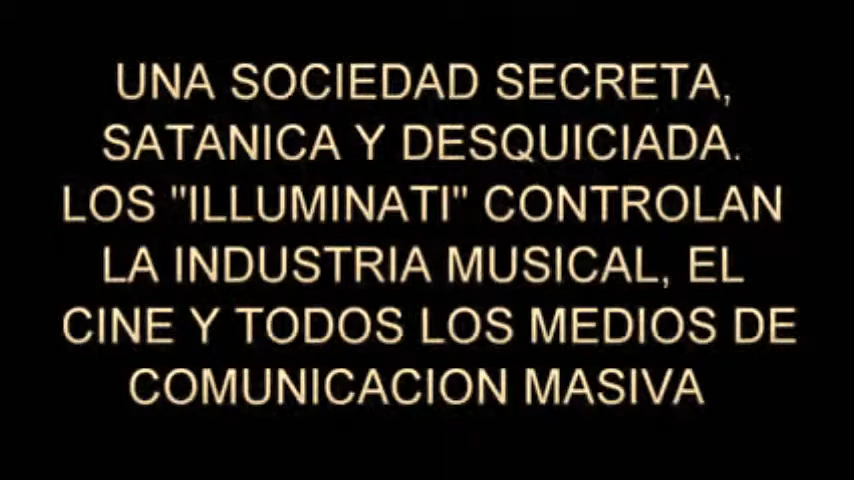 UNA SOCIEDAD SECRETA,
SATANICA Y DESQUICIADA.
LOS "ILLUMINATI" CONTROLAN
LA INDUSTRIA MUSICAL, EL
CINE Y TODOS LOS MEDIOS DE
COMUNICACION MASIVA